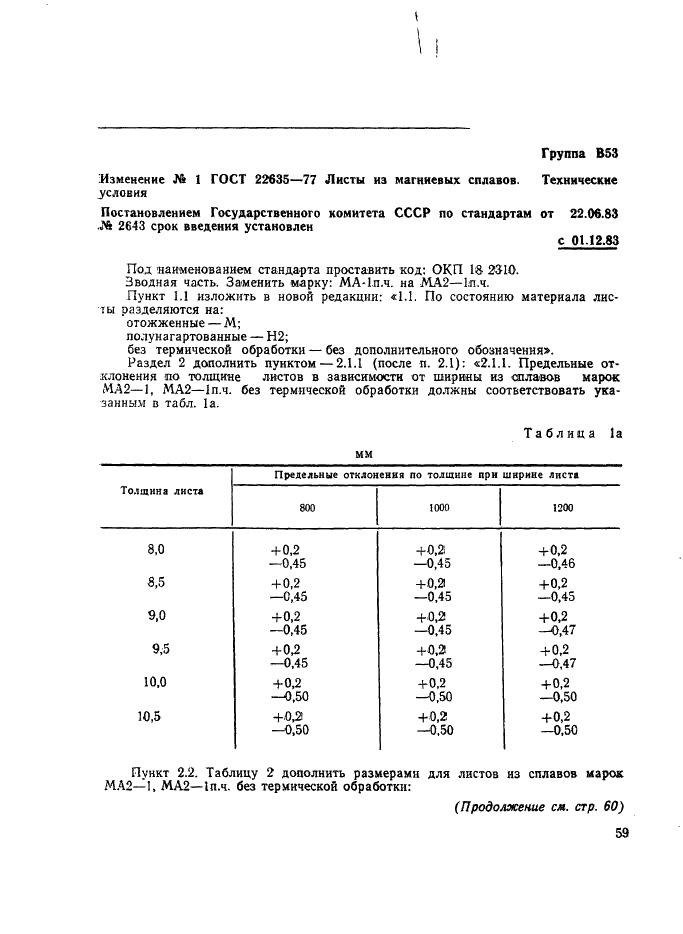 Группа В53
Изменение № 1 ГОСТ 22635—77 Листы из магниевых сплавов. Технические
условия
Постановлением Государственного комитета СССР по стандартам от 22.06.83
№ 2643 срок введения установлен
с 01.12.83
Под наименованием стандарта проставить код: ОКП 18 2310.
Вводная часть. Заменить марку: МА-1п.ч. на МА2—1п.ч.
Пункт 1.1 изложить в новой редакции: «1.1. По состоянию материала лис-
ты разделяются на:
отожженные — М;
полунагартованные — Н2;
без термической обработки — без дополнительного обозначения».
Раздел 2 дополнить пунктом — 2.1.1 (после п. 2.1): «2.1.1. Предельные от-
клонения по толщине листов в зависимости от ширины из сплавов марок
МА2—1, МА2—1п.ч. без термической обработки должны соответствовать ука-
занным в табл. 1а.
Таблица 1а
мм
Толщина листа
Предельные отклонения по толщине при ширине листа
800 1000 1200
8,0 +0,2 +0,2 +0,2
—0,45 —0,45 —0,46
8,5 +0,2 +0,2 +0,2
—0,45 —0,45 —0,45
9,0 +0,2 +0,2 +0,2
—0,45 —0,45 —0,47
9,5 +0,2 +0,2 +0,2
—0,45 —0,45 —0,47
10,0 +0,2 +0,2 +0,2
—0,50 —0,50 —0,50
10,5 +0,2 +0,2 +0,2
—0,50 —0,50 —0,50
Пункт 2.2. Таблицу 2 дополнить размерами для листов из сплавов марок
МА2—1, МА2—1п.ч. без термической обработки:
(Продолжение см. стр. 60)
59